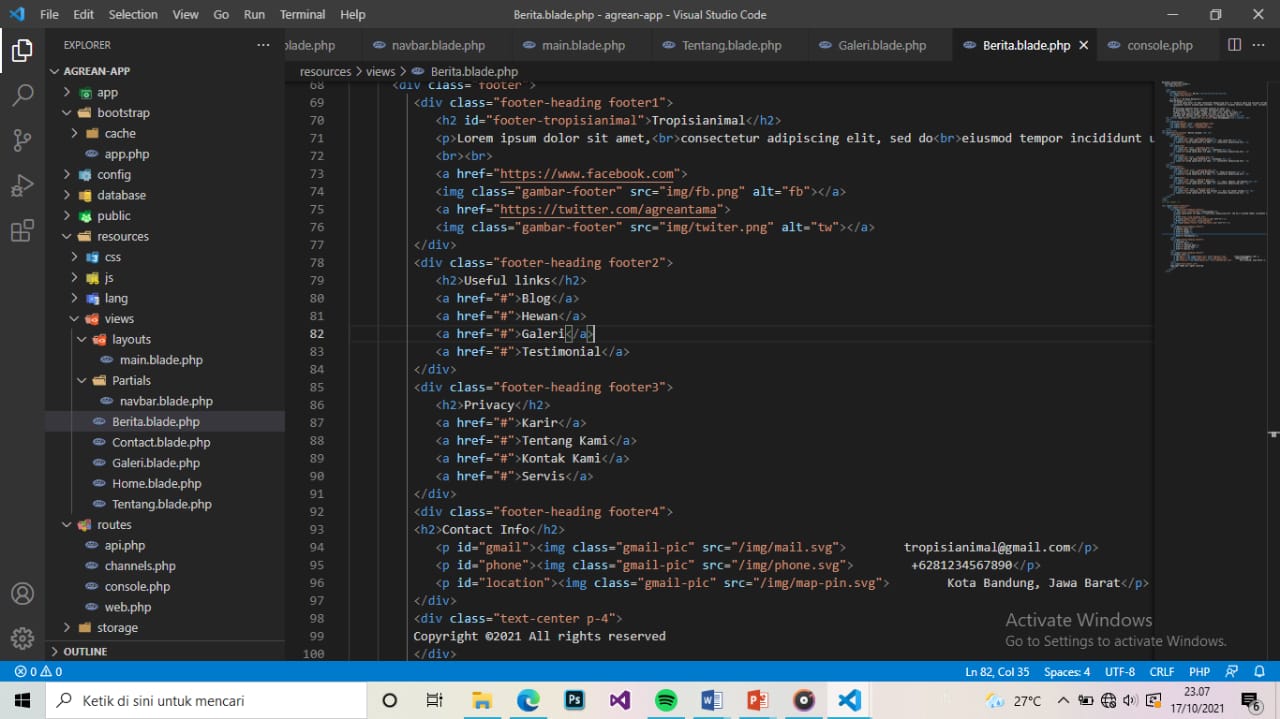 File Edit Selection View Go Run Terminal Help Berita.blade.php - agrean-app - Visual Studio Code
EXPLORER
AGREAN-APP
app
bootstrap
cache
app.php
config
database
public
resources
css
js
lang
views
layouts
main.blade.php
Partials
navbar.blade.php
Berita.blade.php
Contact.blade.php
Galeri.blade.php
Home.blade.php
Tentang.blade.php
routes
api.php
channels.php
console.php
web.php
storage
OUTLINE
blade.php navbar.blade.php main.blade.php Tentang.blade.php Galeri.blade.php Berita.blade.php console.php
resources > views > Berita.blade.php
68 <div class="footer">
69 <div class="footer-heading footer1">
70 <h2 id="footer-tropisianimal">Tropisianimal</h2>
71 <p>Lorem ipsum dolor sit amet,<br>consectetur adipiscing elit, sed do<br>eiusmod tempor incididunt u
72 <br><br>
73 <a href="https://www.facebook.com">
74 <img class="gambar-footer" src="img/fb.png" alt="fb"></a>
75 <a href="https://twitter.com/agreantama">
76 <img class="gambar-footer" src="img/twiter.png" alt="tw"></a>
77 </div>
78 <div class="footer-heading footer2">
79 <h2>Useful links</h2>
80 <a href="#">Blog</a>
81 <a href="#">Hewan</a>
82 <a href="#">Galeri</a>
83 <a href="#">Testimonial</a>
84 </div>
85 <div class="footer-heading footer3">
86 <h2>Privacy</h2>
87 <a href="#">Karir</a>
88 <a href="#">Tentang Kami</a>
89 <a href="#">Kontak Kami</a>
90 <a href="#">Servis</a>
91 </div>
92 <div class="footer-heading footer4">
93 <h2>Contact Info</h2>
94 <p id="gmail"><img class="gmail-pic" src="/img/mail.svg"> tropisianimal@gmail.com</p>
95 <p id="phone"><img class="gmail-pic" src="/img/phone.svg"> +6281234567890</p>
96 <p id="location"><img class="gmail-pic" src="/img/map-pin.svg"> Kota Bandung, Jawa Barat</p>
97 </div>
98 <div class="text-center p-4">
99 Copyright ©2021 All rights reserved
100 </div>
Activate Windows
Go to Settings to activate Windows.
0 0 Ln 82, Col 35 Spaces: 4 UTF-8 CRLF PHP
Ketik di sini untuk mencari
27°C
23.07
17/10/2021
6